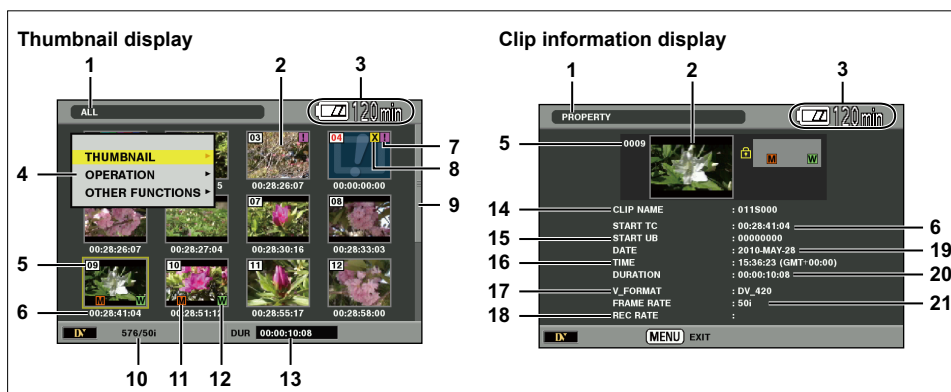 Thumbnail display
1 2 3
ALL 120min
03 ! 04 X ! 7
8
THUMBNAIL
4 OPERATION 5 00:28:26:07 00:00:00:00
OTHER FUNCTIONS 9
07 08
00:28:26:07 00:28:27:04 00:28:30:16 00:28:33:03
5 09 10 11 12
M W M W
6 00:28:41:04 00:28:51:12 00:28:55:17 00:28:58:00
DV 576/50i DUR 00:00:10:08
10 11 12 13
Clip information display
1 2 3
PROPERTY 120min
5 0009 M W
14 CLIP NAME : 011S000
START TC : 00:28:41:04 6
15 START UB : 00000000
DATE : 2010-MAY-28 19
16 TIME : 15:36:23 (GMT+00:00)
DURATION : 00:00:10:08 20
17 V_FORMAT : DV_420
FRAME RATE : 50i 21
18 REC RATE :
DV MENU EXIT